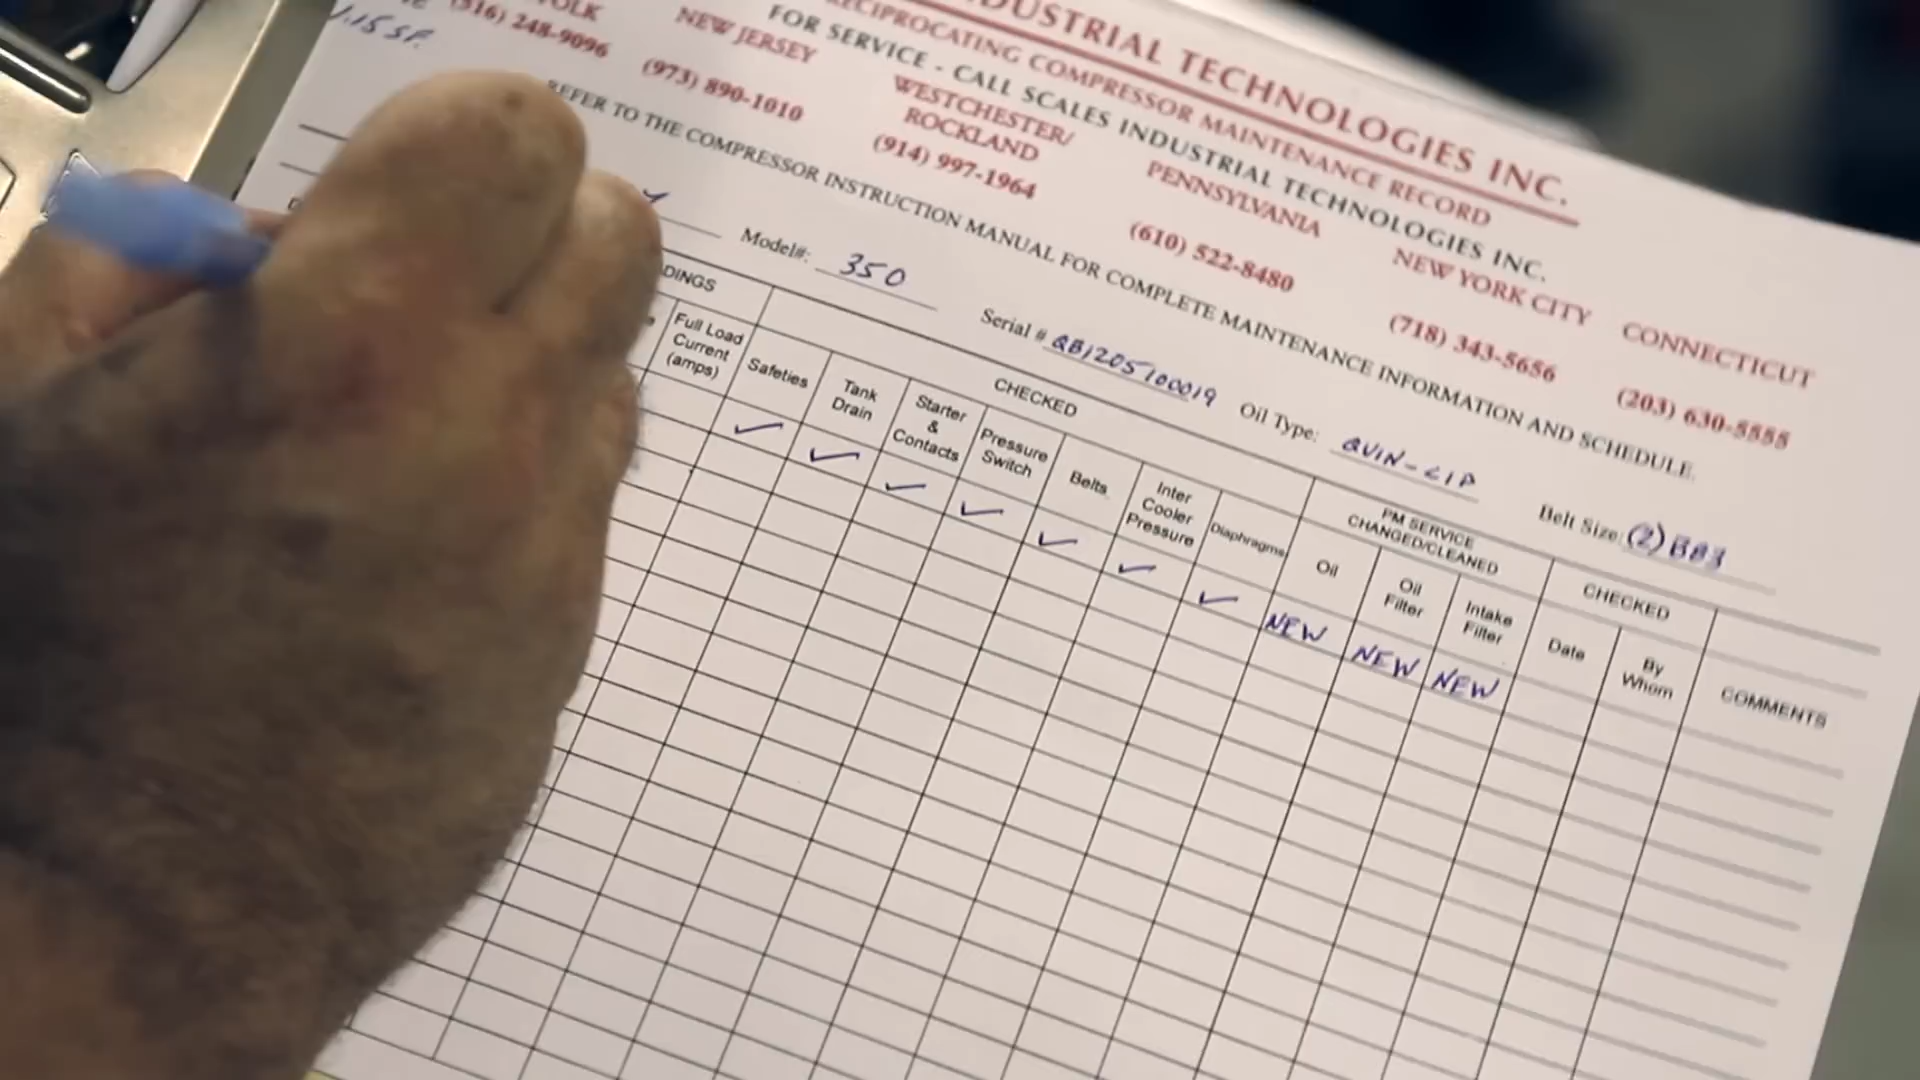 INDUSTRIAL TECHNOLOGIES INC.
RECIPROCATING COMPRESSOR MAINTENANCE RECORD
FOR SERVICE - CALL SCALES INDUSTRIAL TECHNOLOGIES INC.
(516) 248-9096
NEW JERSEY
(973) 890-1010
WESTCHESTER/
ROCKLAND
(914) 997-1964
PENNSYLVANIA
(610) 522-8480
NEW YORK CITY
(718) 343-5656
CONNECTICUT
(203) 630-5555
REFER TO THE COMPRESSOR INSTRUCTION MANUAL FOR COMPLETE MAINTENANCE INFORMATION AND SCHEDULE.
Model#: 350
Serial #
Oil Type: QUIN-CIP
Belt Size: (2)
CHECKED
PM SERVICE
CHANGED/CLEANED
CHECKED
Full Load
Current
(amps)
Safeties
Tank
Drain
Starter
&
Contacts
Pressure
Switch
Belts
Inter
Cooler
Pressure
Diaphragms
Oil
Oil
Filter
Intake
Filter
Date
By
Whom
COMMENTS
NEW NEW NEW